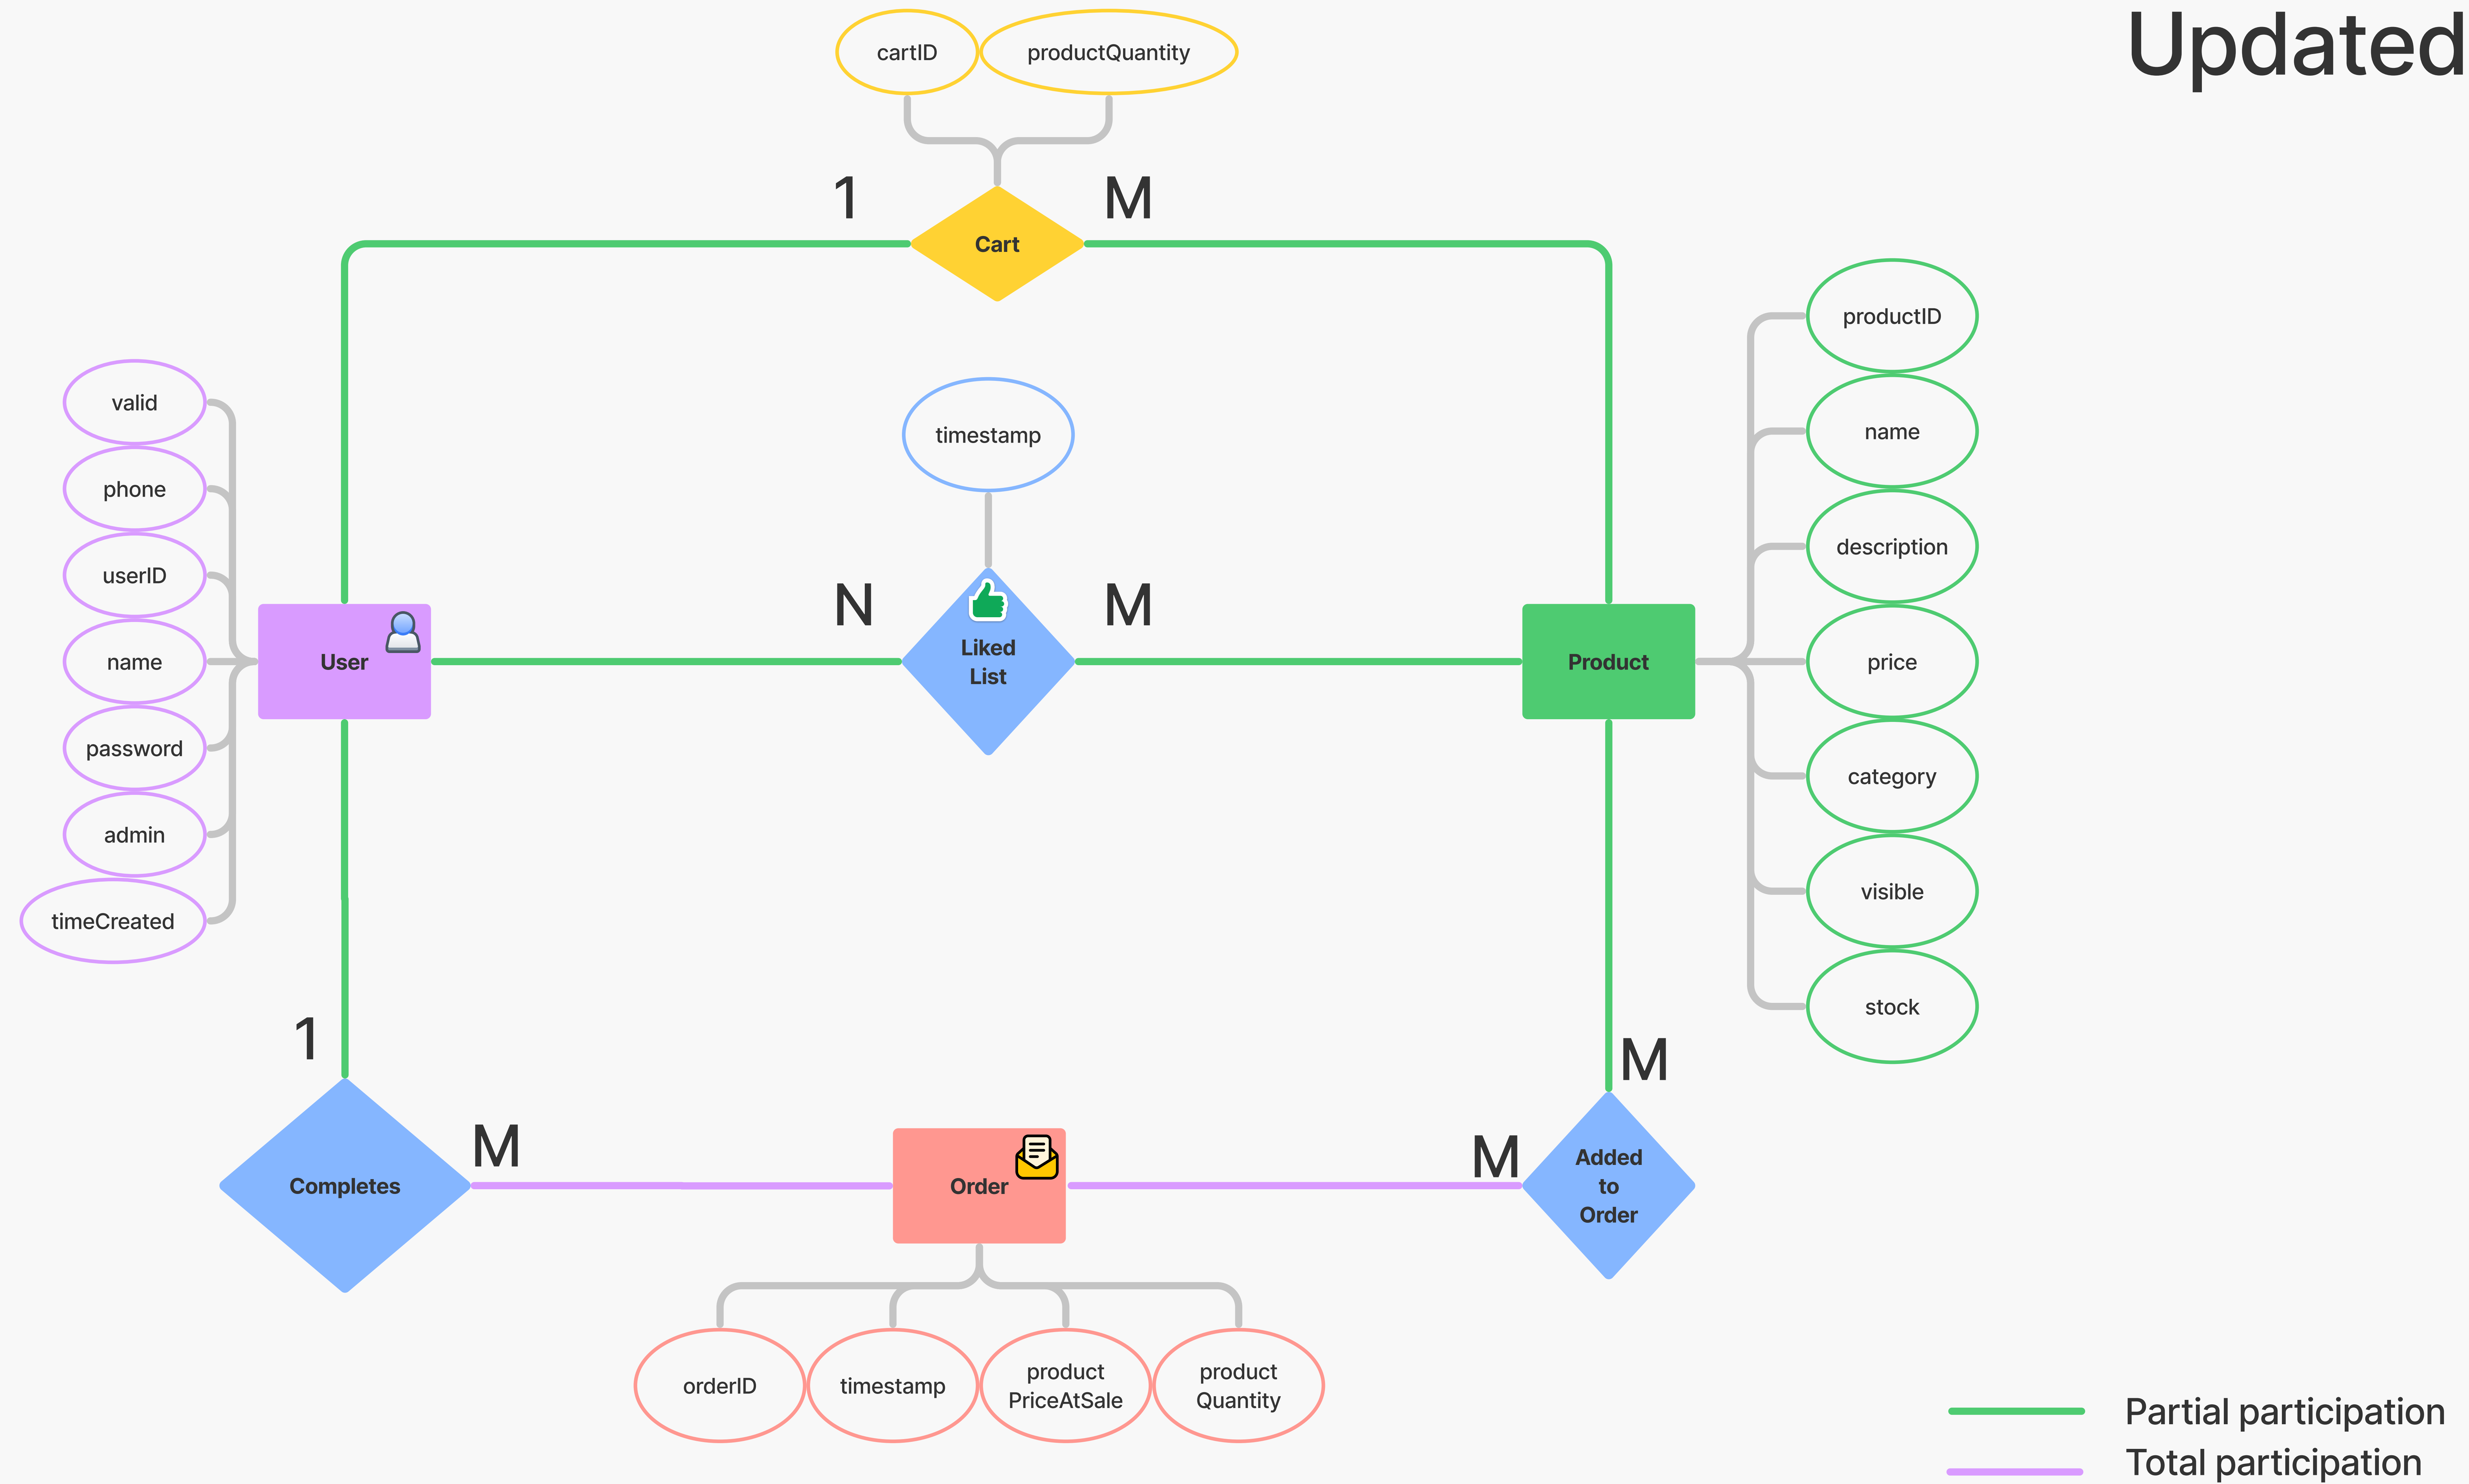 Updated
cartID
productQuantity
1
M
Cart
productID
valid
timestamp
name
phone
description
userID
N
M
Liked
List
name
User
Product
price
password
category
admin
visible
timeCreated
stock
1
M
M
M
Completes
Order
Added
to
Order
orderID
timestamp
product
PriceAtSale
product
Quantity
Partial participation
Total participation